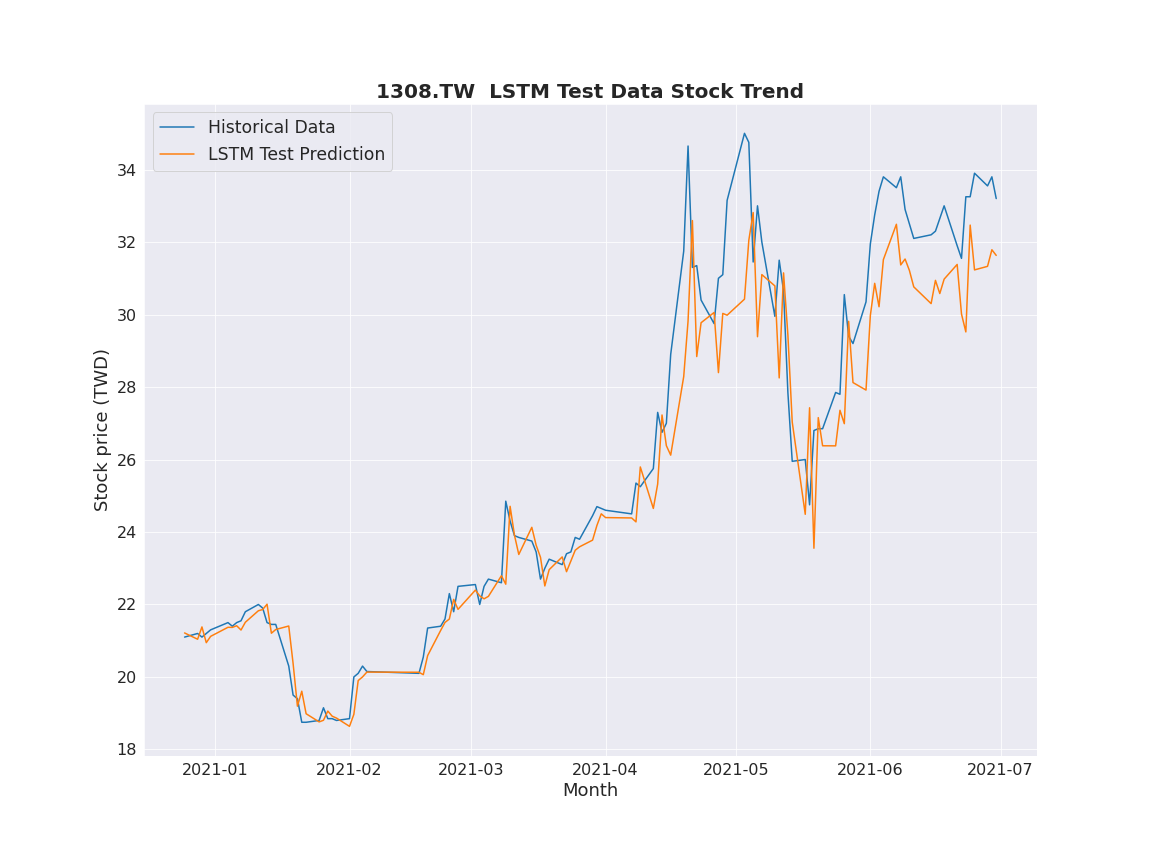 1308.TW  LSTM Test Data Stock Trend
Historical Data
LSTM Test Prediction
Stock price (TWD)
34
32
30
28
26
24
22
20
18
2021-01 2021-02 2021-03 2021-04 2021-05 2021-06 2021-07
Month